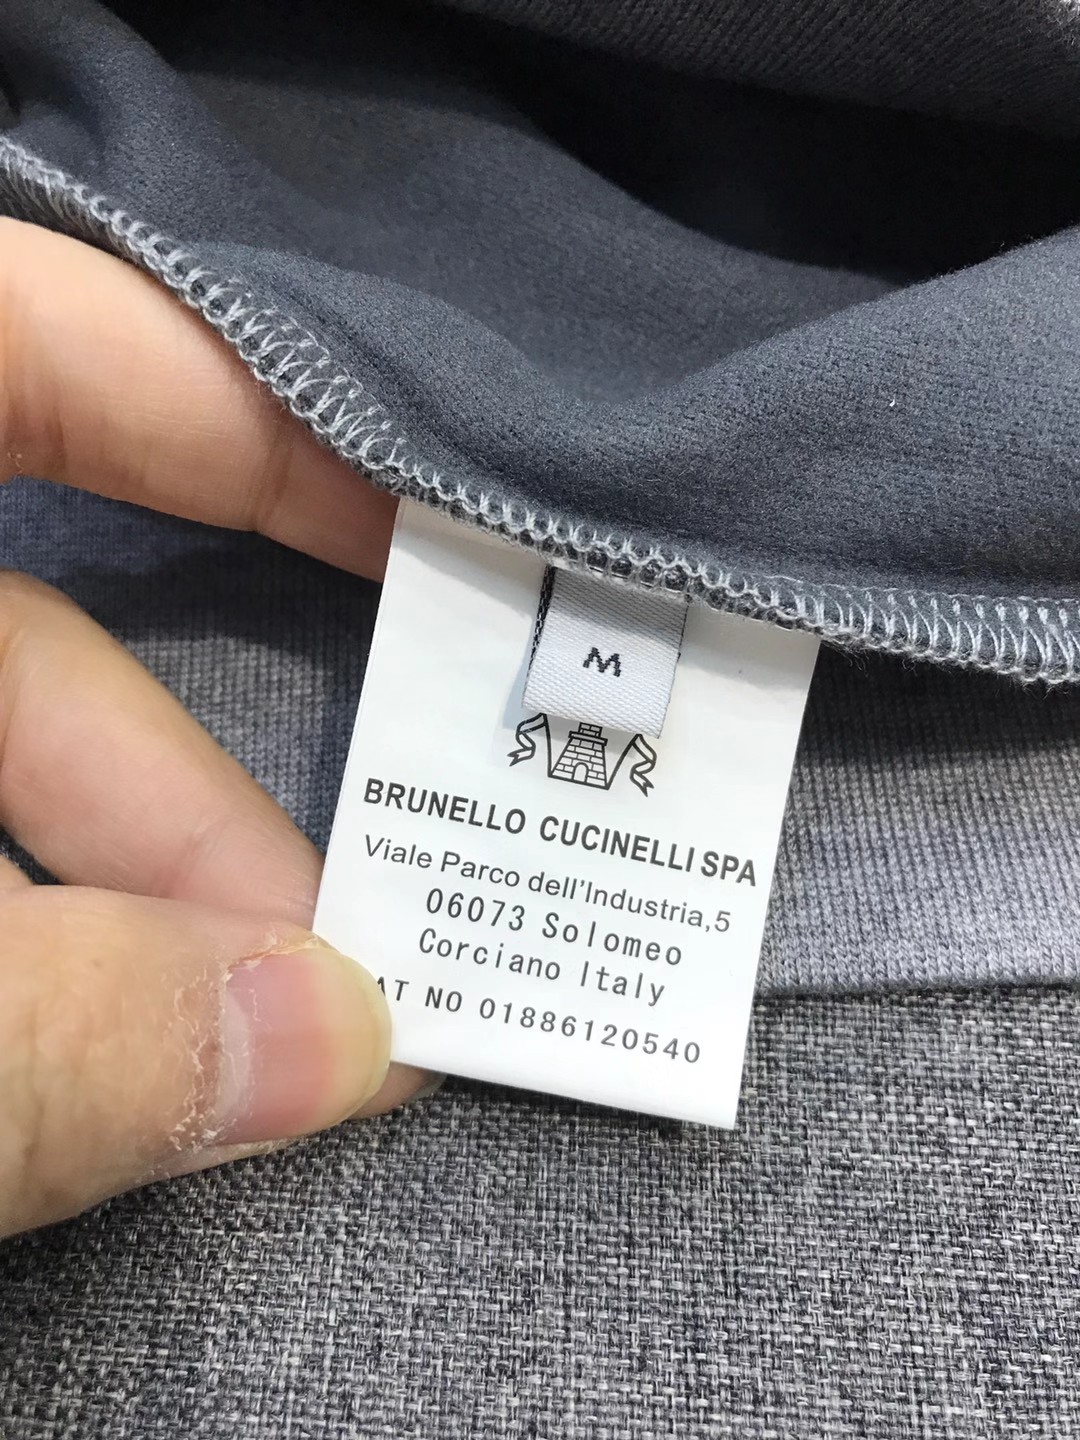 M
BRUNELLO CUCINELLI SPA
Viale Parco dell'Industria,5
06073 Solomeo
Corciano Italy
AT NO 01886120540